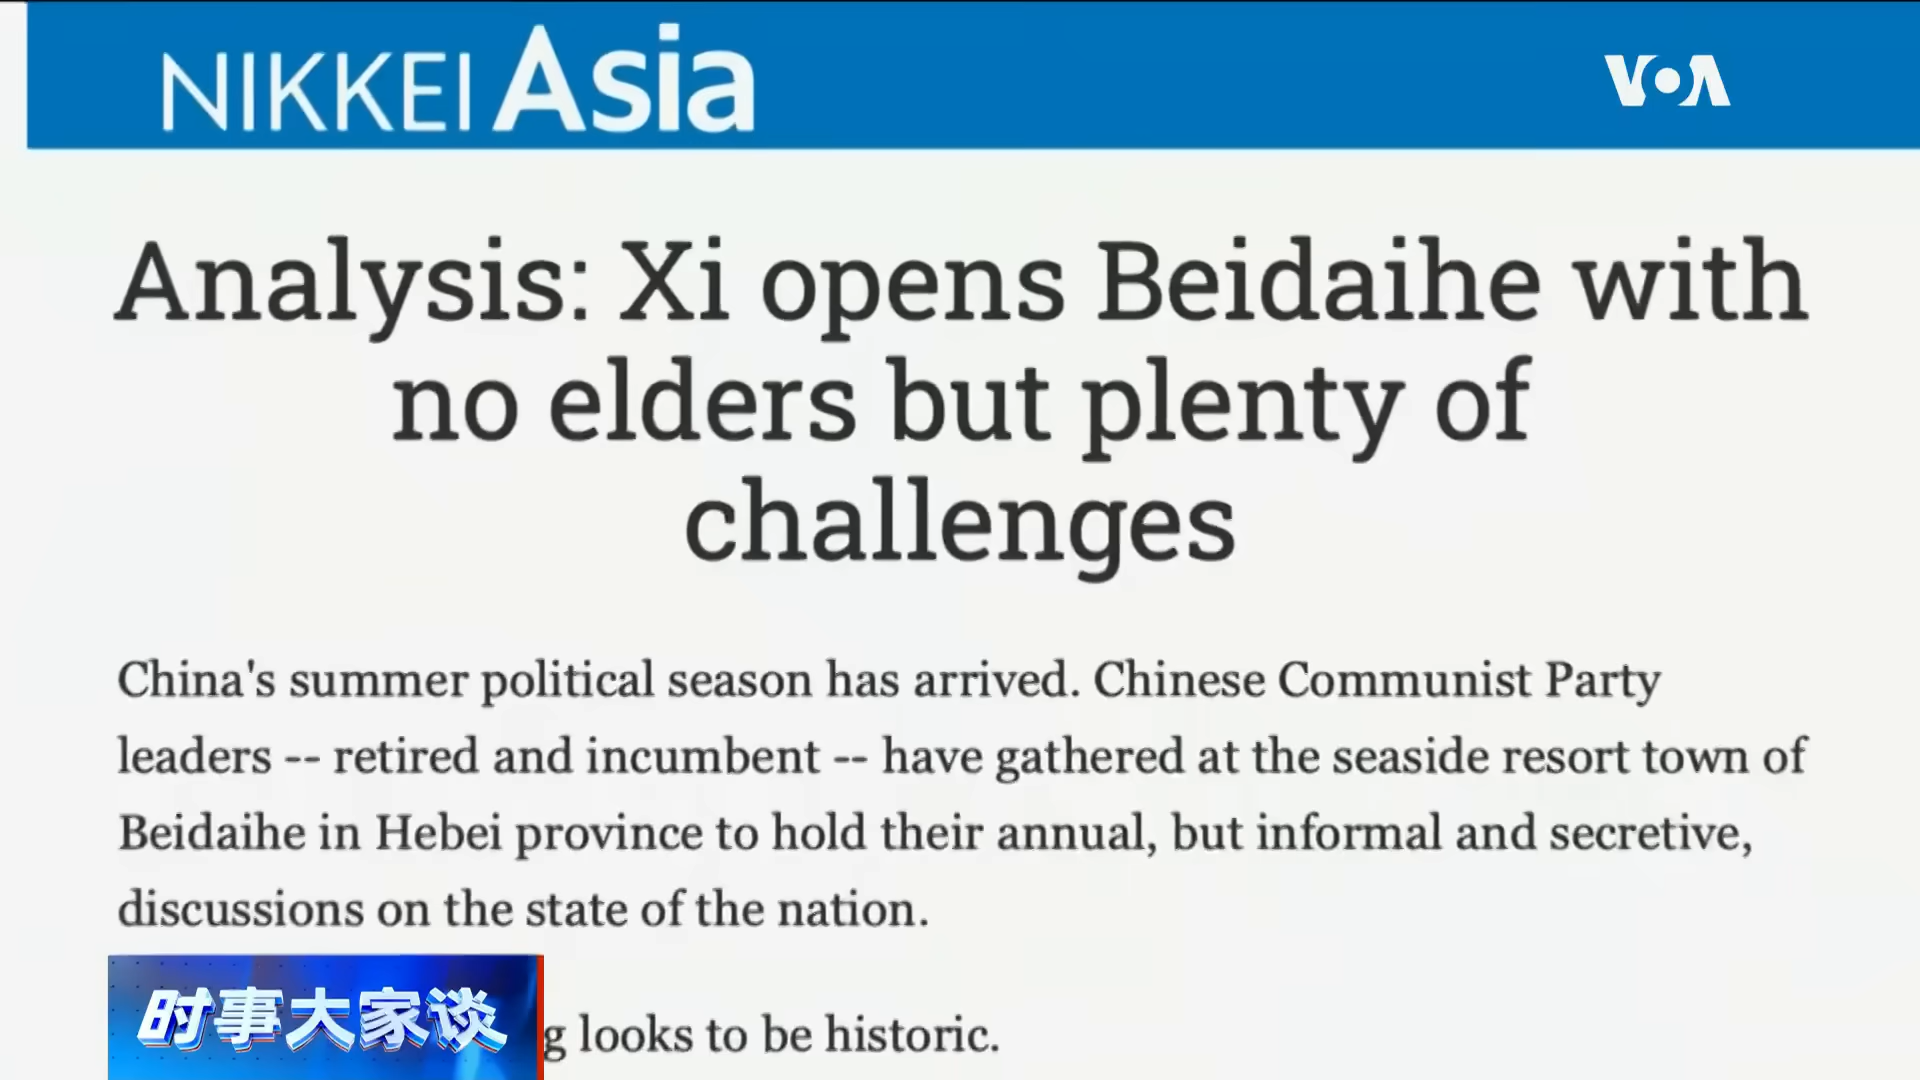 NIKKEI Asia
VOA
Analysis: Xi opens Beidaihe with
no elders but plenty of
challenges
China's summer political season has arrived. Chinese Communist Party
leaders -- retired and incumbent -- have gathered at the seaside resort town of
Beidaihe in Hebei province to hold their annual, but informal and secretive,
discussions on the state of the nation.
时事大家谈
g looks to be historic.